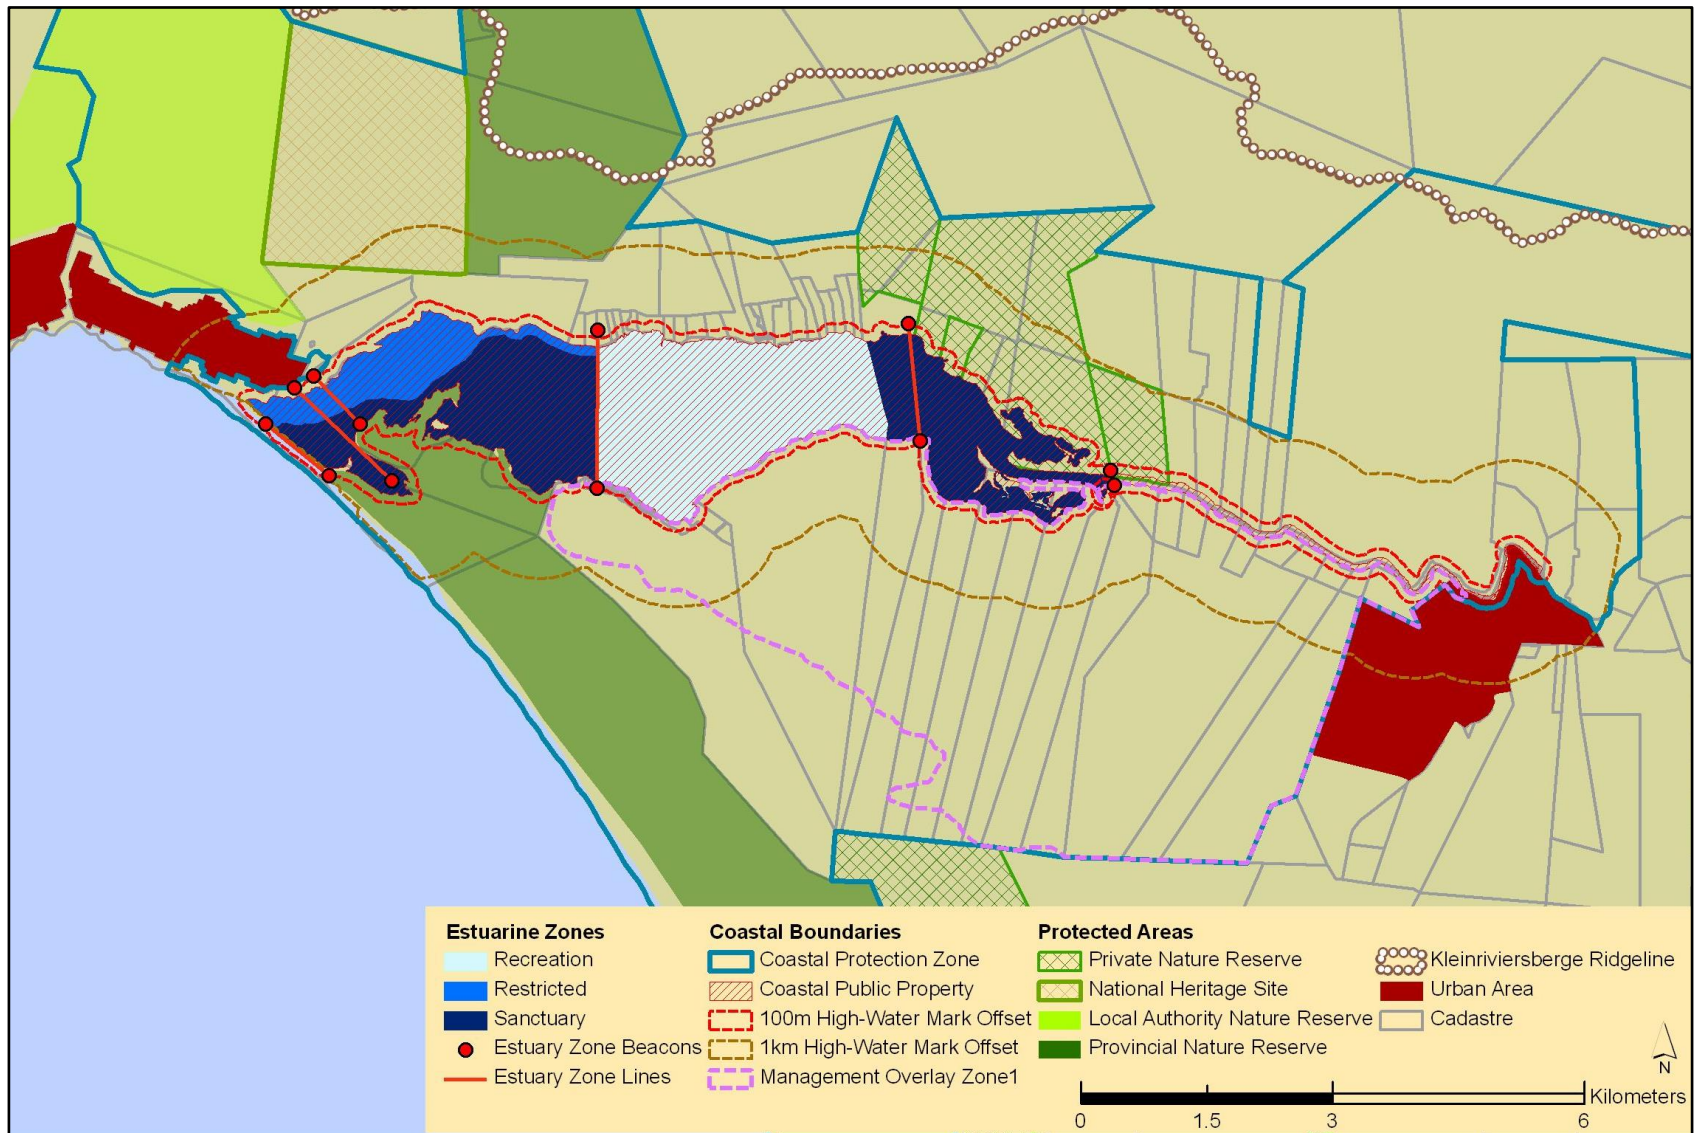 Estuarine Zones
Recreation
Restricted
Sanctuary
Estuary Zone Beacons
Estuary Zone Lines
Coastal Boundaries
Coastal Protection Zone
Coastal Public Property
100m High-Water Mark Offset
1km High-Water Mark Offset
Management Overlay Zone1
Protected Areas
Private Nature Reserve
National Heritage Site
Local Authority Nature Reserve
Provincial Nature Reserve
Kleinriviersberge Ridgeline
Urban Area
Cadastre
N
Kilometers
0 1.5 3 6